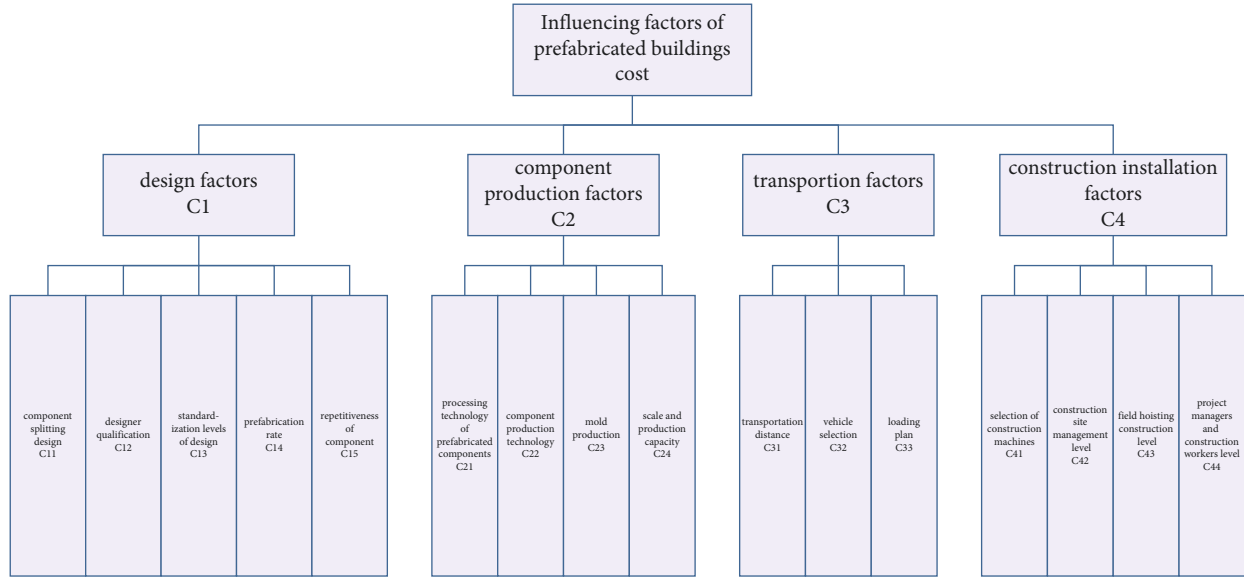 Influencing factors of
prefabricated buildings
cost
design factors
C1
component
production factors
C2
transportion factors
C3
construction installation
factors
C4
component
splitting
design
C11
designer
qualification
C12
standard-
ization levels
of design
C13
prefabrication
rate
C14
repetitiveness
of
component
C15
processing
technology
of
prefabricated
components
C21
component
production
technology
C22
mold
production
C23
scale and
production
capacity
C24
transportation
distance
C31
vehicle
selection
C32
loading
plan
C33
selection of
construction
machines
C41
construction
site
management
level
C42
field hoisting
construction
level
C43
project
managers
and
construction
workers level
C44